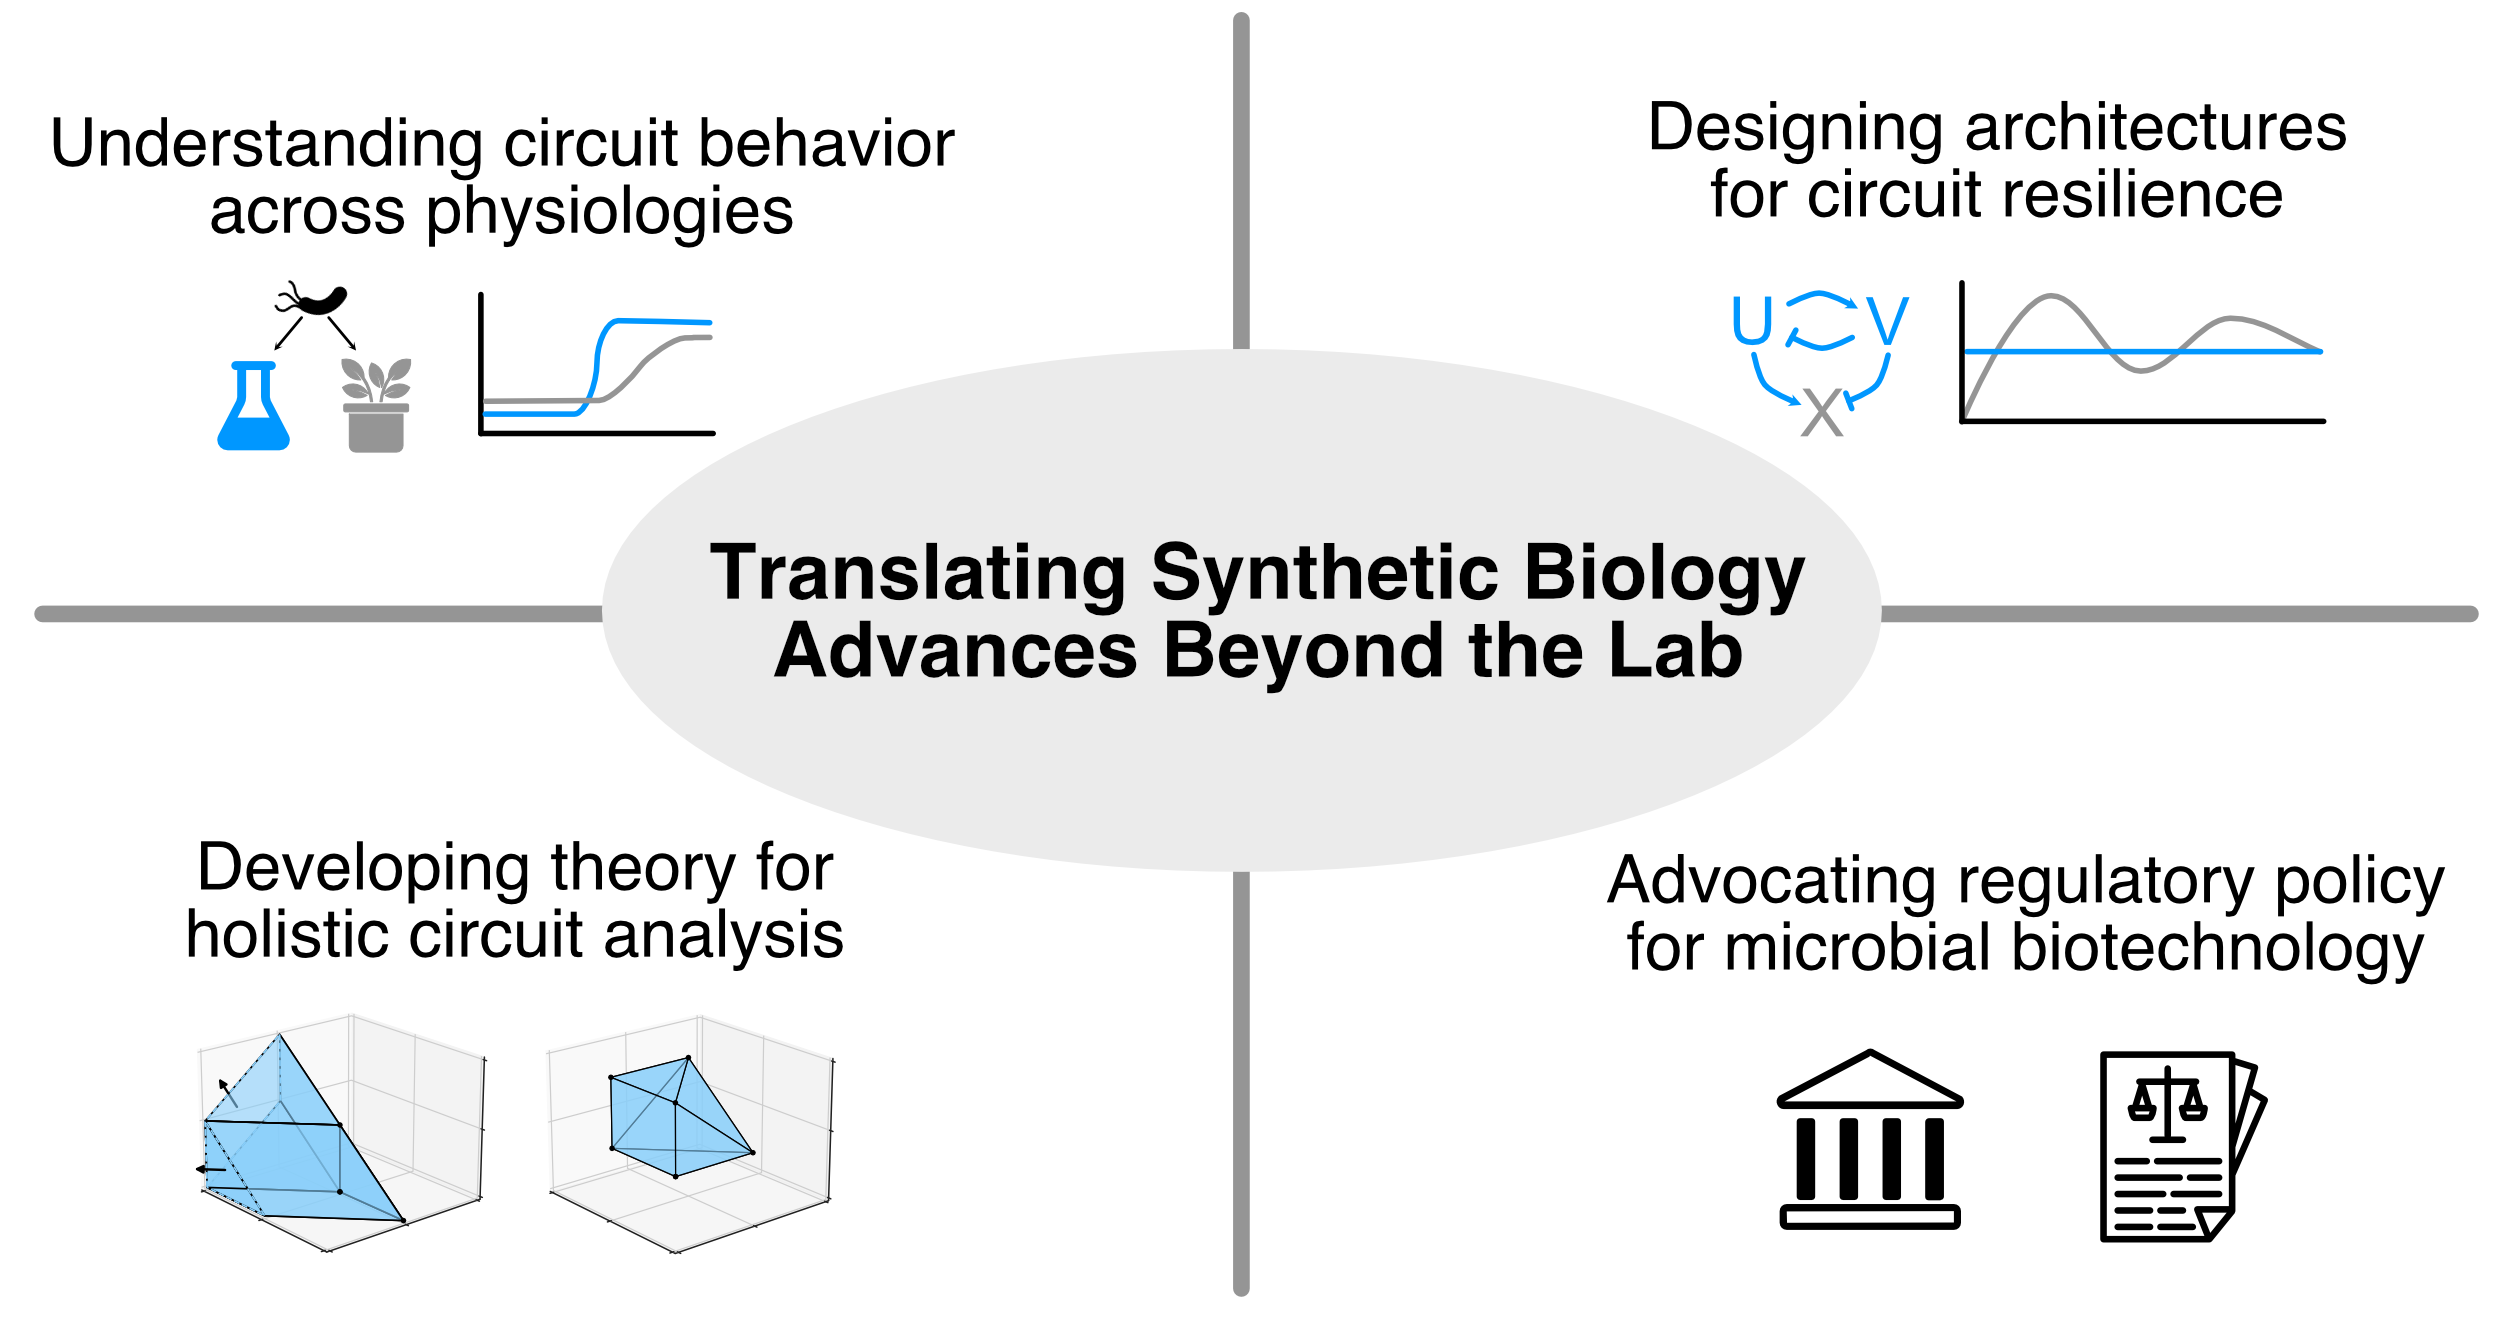 Understanding circuit behavior
across physiologies
Designing architectures
for circuit resilience
U V
X
Translating Synthetic Biology
Advances Beyond the Lab
Developing theory for
holistic circuit analysis
Advocating regulatory policy
for microbial biotechnology